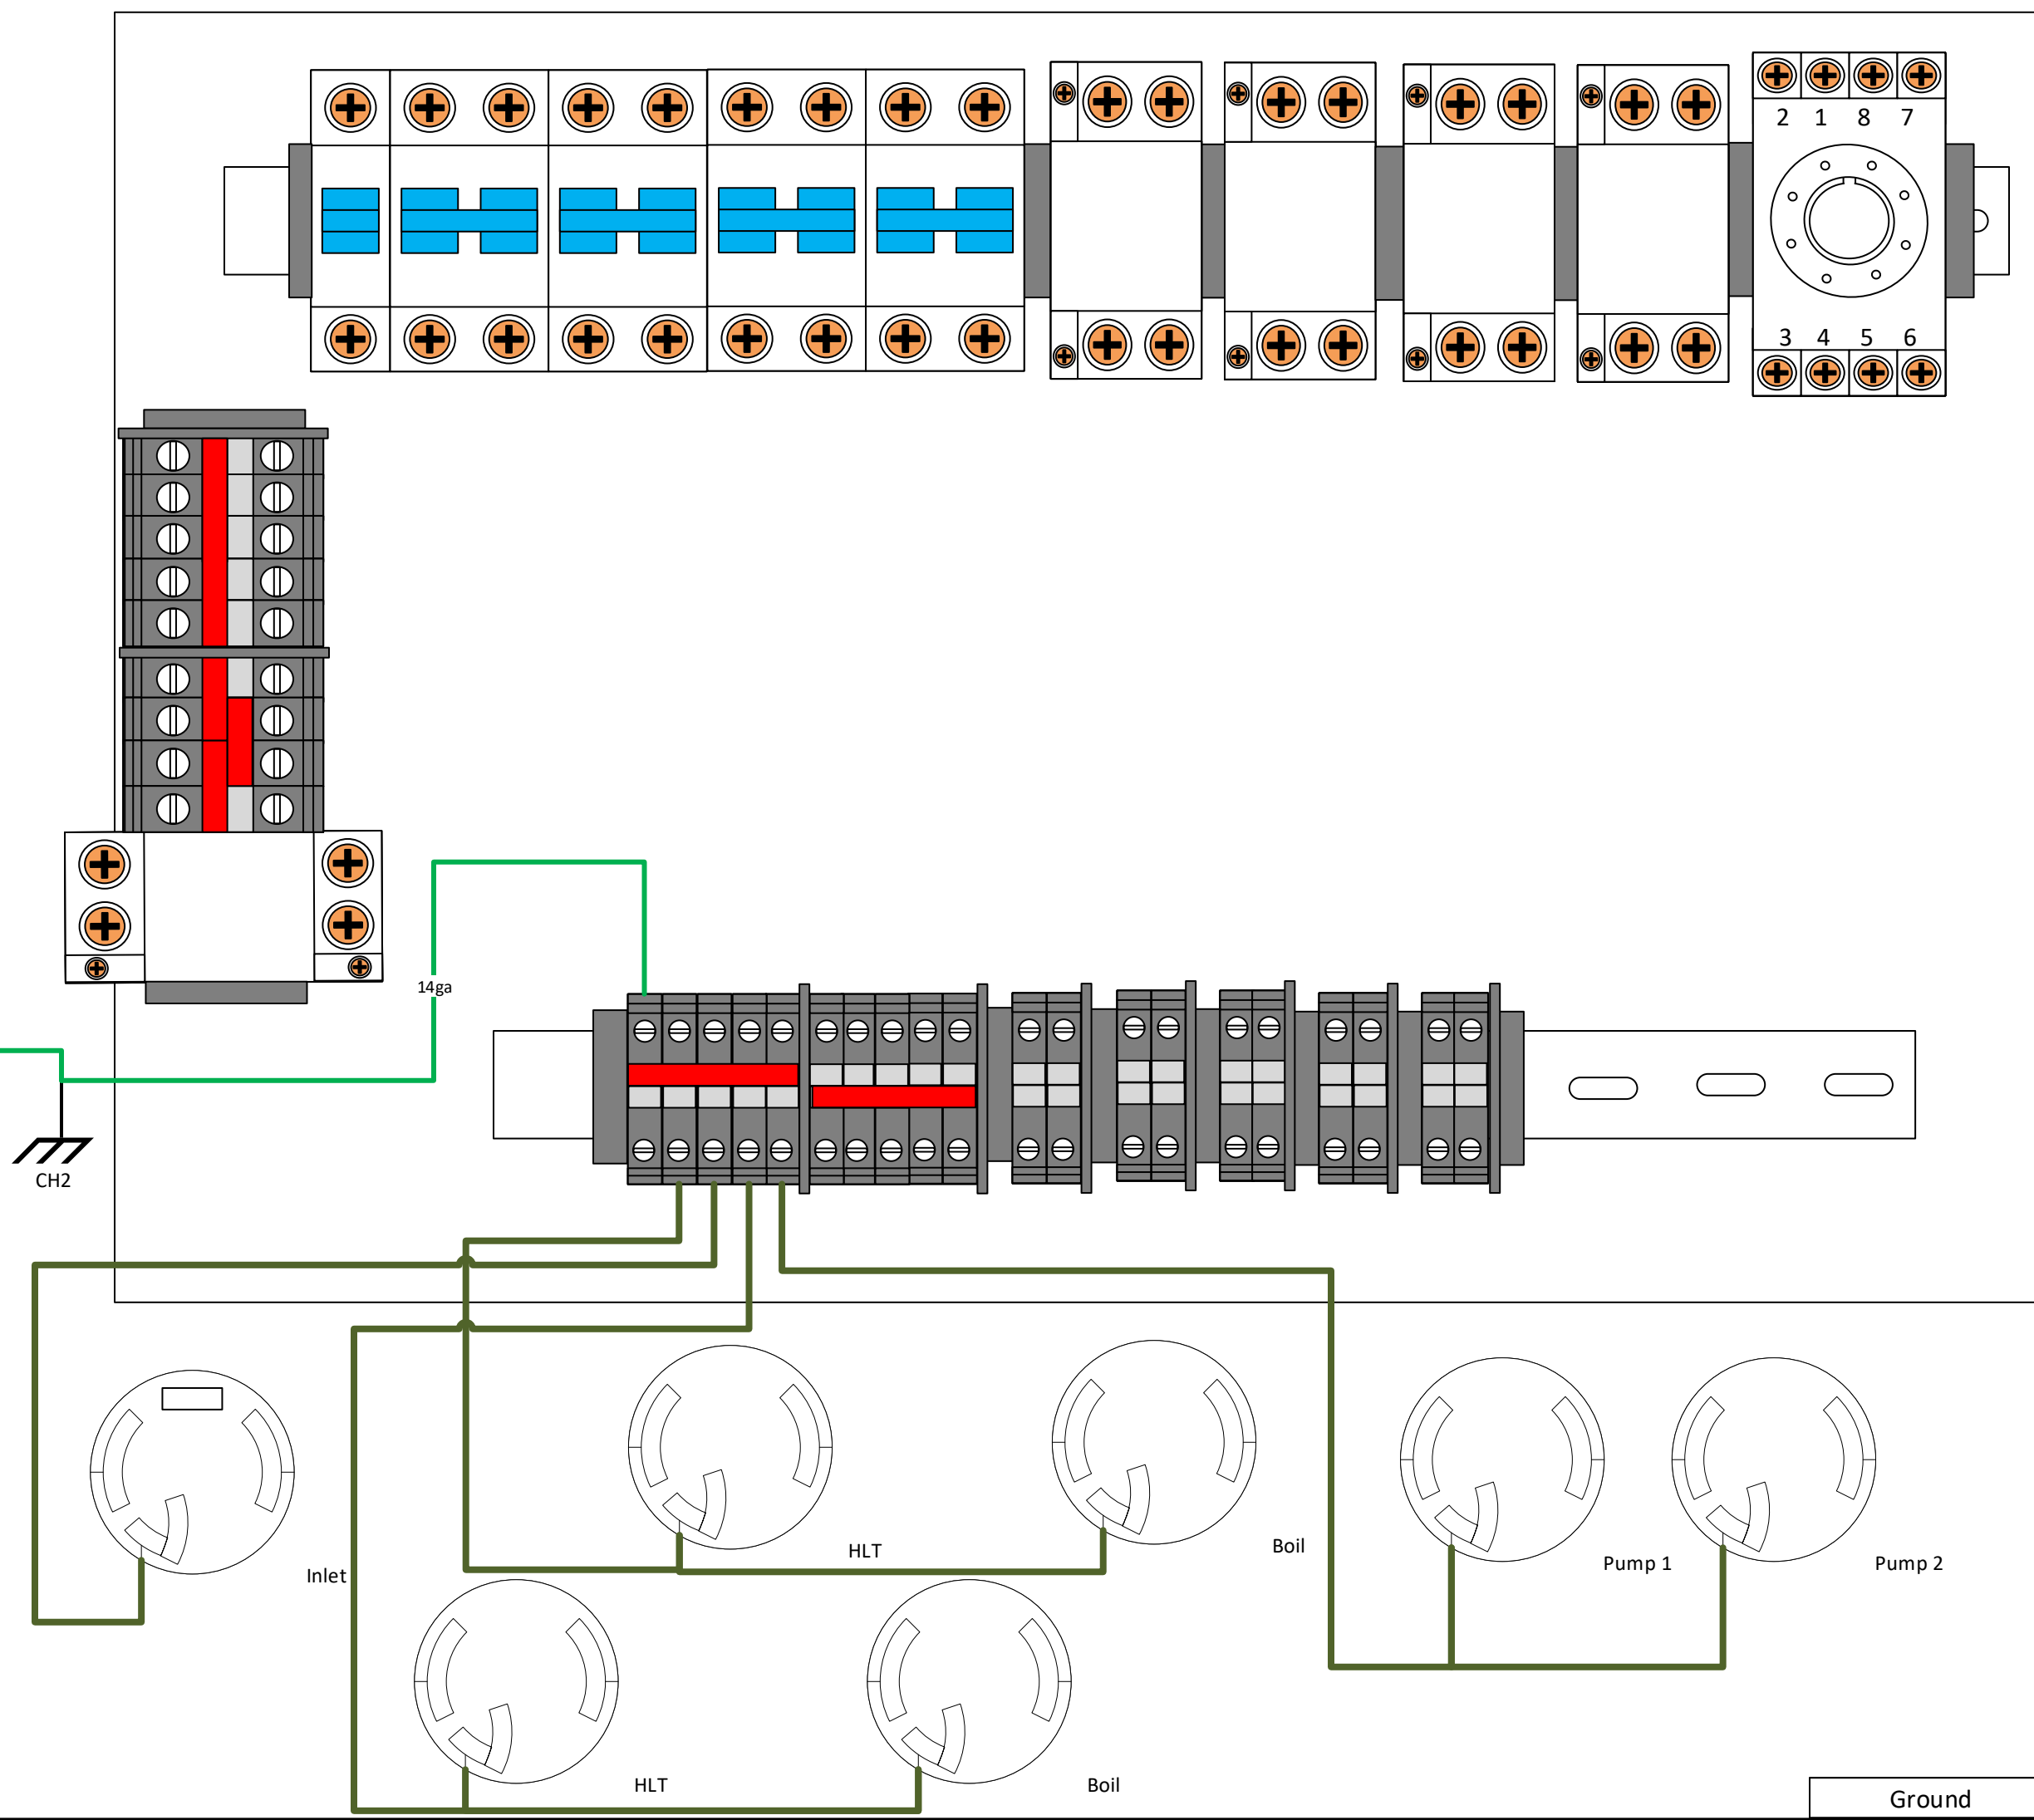 2 1 8 7
3 4 5 6
14ga
CH2
HLT
Boil
Inlet
Pump 1
Pump 2
HLT
Boil
Ground